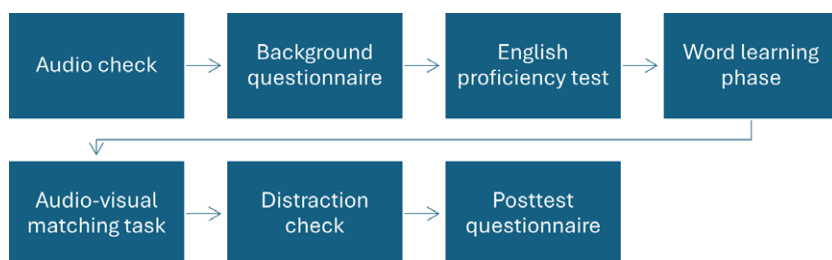 Audio check
Background
questionnaire
English
proficiency test
Word learning
phase
Audio-visual
matching task
Distraction
check
Posttest
questionnaire